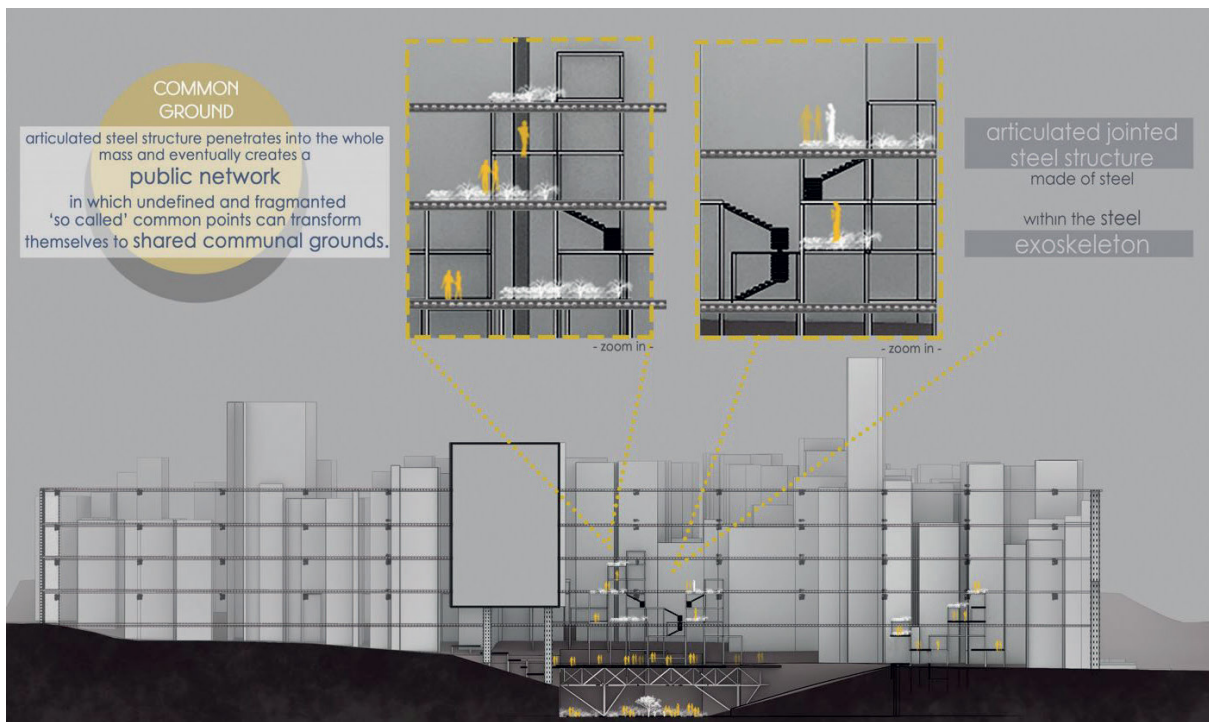 COMMON
GROUND
articulated steel structure penetrates into the whole
mass and eventually creates a
public network
in which undefined and fragmanted
'so called' common points can transform
themselves to shared communal grounds.
- zoom in -
- zoom in -
articulated jointed
steel structure
made of steel
within the steel
exoskeleton